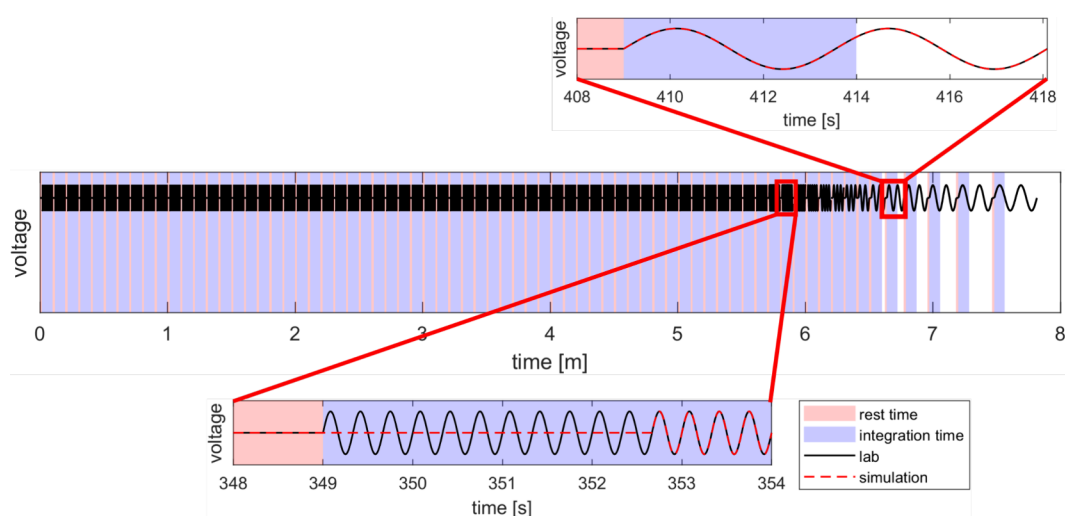 voltage
408 410 412 414 416 418
time [s]
voltage
0 1 2 3 4 5 6 7 8
time [m]
voltage
348 349 350 351 352 353 354
time [s]
rest time
integration time
lab
simulation